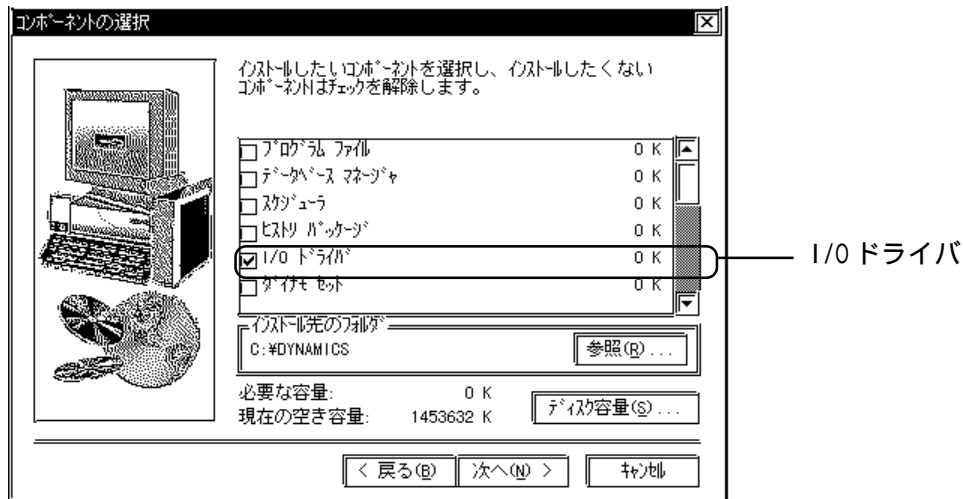 コンポーネントの選択
インストールしたいコンポーネントを選択し、インストールしたくない
コンポーネントはチェックを解除します。
プログラム ファイル 0 K
データベース マネージャ 0 K
スケジューラ 0 K
ヒストリ パッケージ 0 K
I/O ドライバ 0 K
I/O ドライバ
ダイナモ セット 0 K
インストール先のフォルダ
C:¥DYNAMICS
参照(R)...
必要な容量: 0 K
現在の空き容量: 1453632 K
ディスク容量(S)...
< 戻る(B)
次へ(N) >
キャンセル